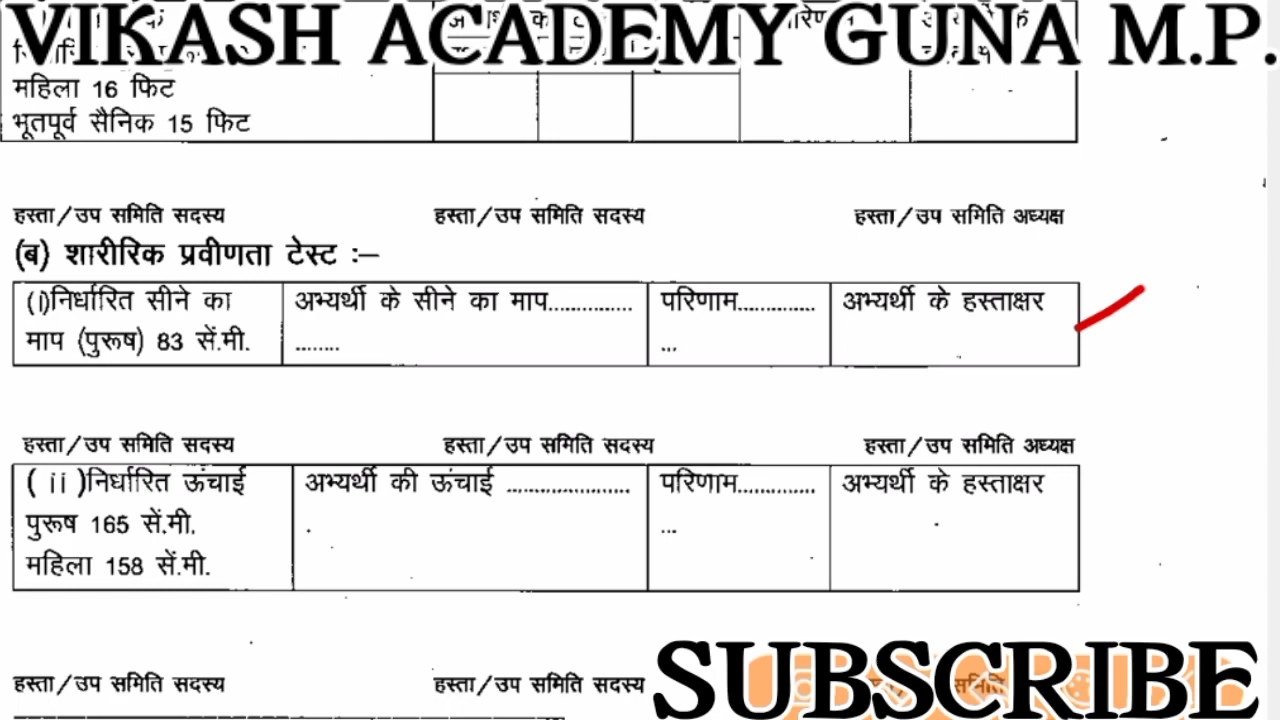 VIKASH ACADEMY GUNA M.P.
महिला 16 फिट
भूतपूर्व सैनिक 15 फिट
हस्ता/उप समिति सदस्य हस्ता/उप समिति सदस्य हस्ता/उप समिति अध्यक्ष
(ब) शारीरिक प्रवीणता टेस्ट :–
(i)निर्धारित सीने का अभ्यर्थी के सीने का माप............... परिणाम.............. अभ्यर्थी के हस्ताक्षर
माप (पुरूष) 83 सें.मी. ........ ...
हस्ता/उप समिति सदस्य हस्ता/उप समिति सदस्य हस्ता/उप समिति अध्यक्ष
( ii )निर्धारित ऊंचाई अभ्यर्थी की ऊंचाई ...................... परिणाम.............. अभ्यर्थी के हस्ताक्षर
पुरूष 165 सें.मी. . ...
महिला 158 सें.मी.
हस्ता/उप समिति सदस्य हस्ता/उप समिति सदस्य समिति
SUBSCRIBE